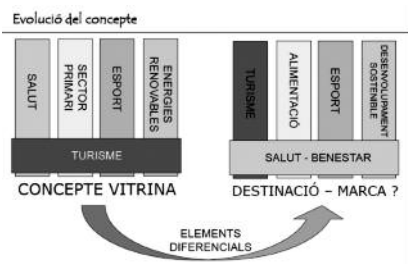 Evolució del concepte
SALUT
SECTOR
PRIMARI
ESPORT
ENERGIES
RENOVABLES
TURISME
CONCEPTE VITRINA
TURISME
ALIMENTACIÓ
ESPORT
DESENVOLUPAMENT
SOSTENIBLE
SALUT - BENESTAR
DESTINACIÓ – MARCA ?
ELEMENTS
DIFERENCIALS